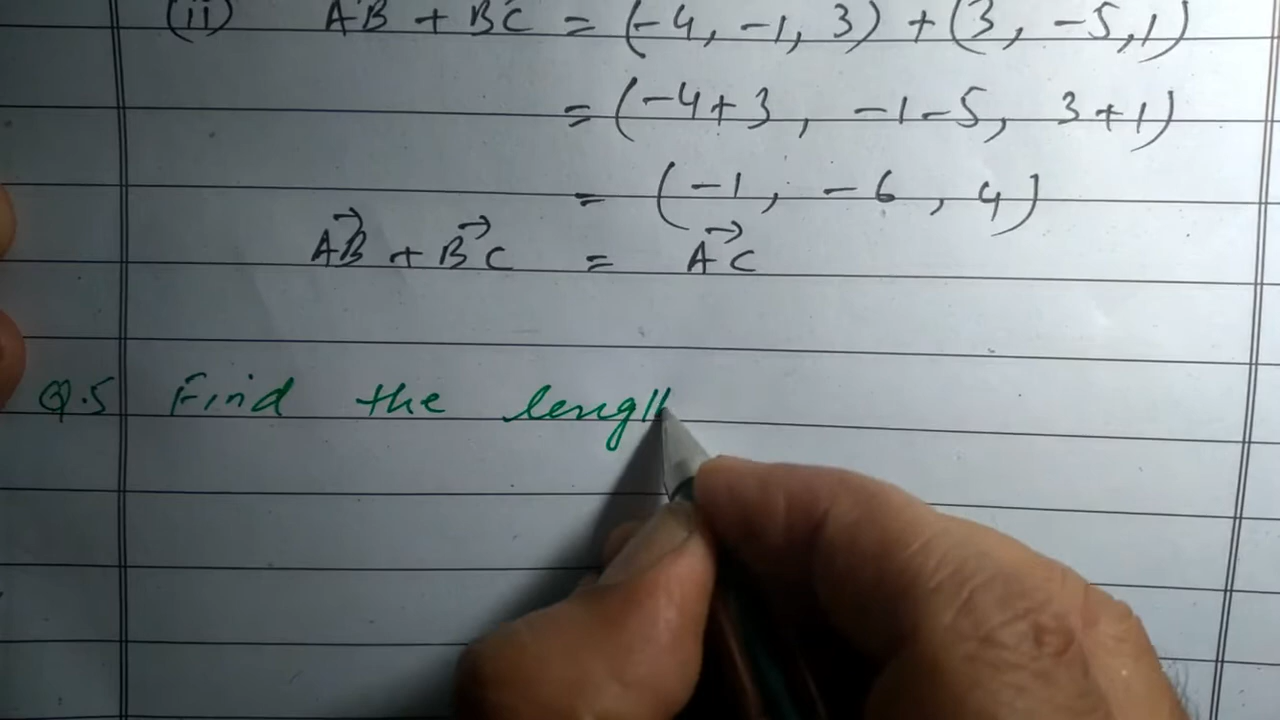 (ii) AB + BC = (-4, -1, 3) + (3, -5, 1)
= (-4+3, -1-5, 3+1)
= (-1, -6, 4)
A⃗B + B⃗C = A⃗C
Q.5 Find the